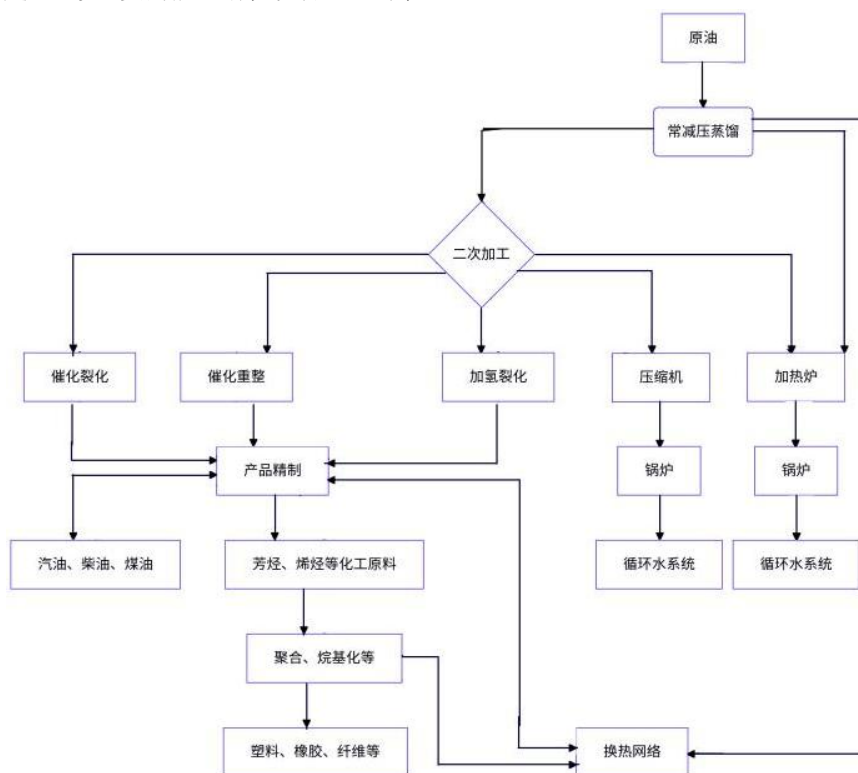 原油
常减压蒸馏
二次加工
催化裂化
催化重整
加氢裂化
压缩机
加热炉
产品精制
锅炉
锅炉
汽油、柴油、煤油
芳烃、烯烃等化工原料
循环水系统
循环水系统
聚合、烷基化等
塑料、橡胶、纤维等
换热网络